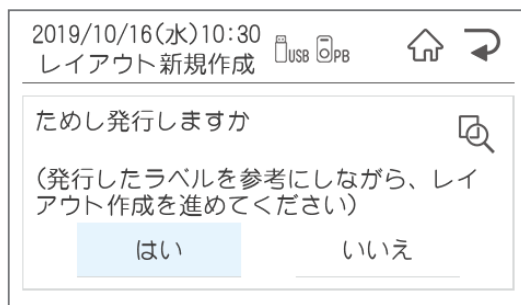 2019/10/16(水)10:30 USB PB
レイアウト新規作成
ためし発行しますか
(発行したラベルを参考にしながら、レイ
アウト作成を進めてください)
はい いいえ